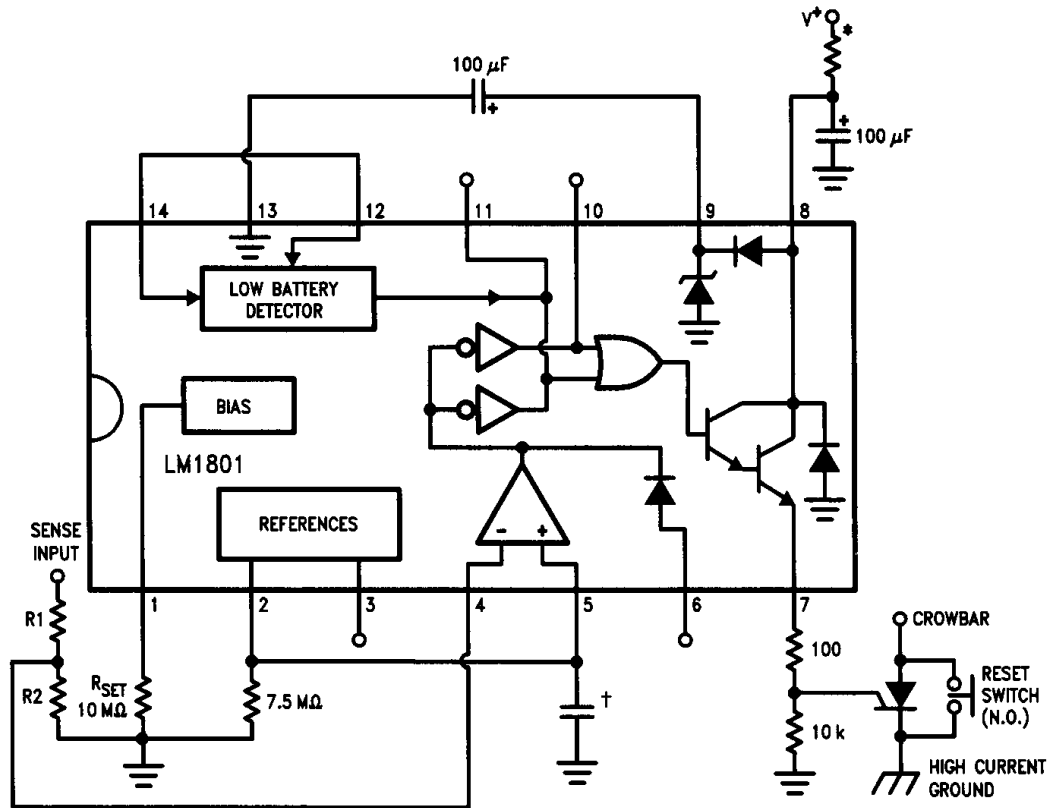 V+
*
100 µF
+
+
100 µF
14
13
12
11
10
9
8
LOW BATTERY
DETECTOR
BIAS
LM1801
REFERENCES
-
+
SENSE
INPUT
1
2
3
4
5
6
7
R1
R2
RSET
10 MΩ
7.5 MΩ
†
100
10 k
CROWBAR
RESET
SWITCH
(N.O.)
HIGH CURRENT
GROUND